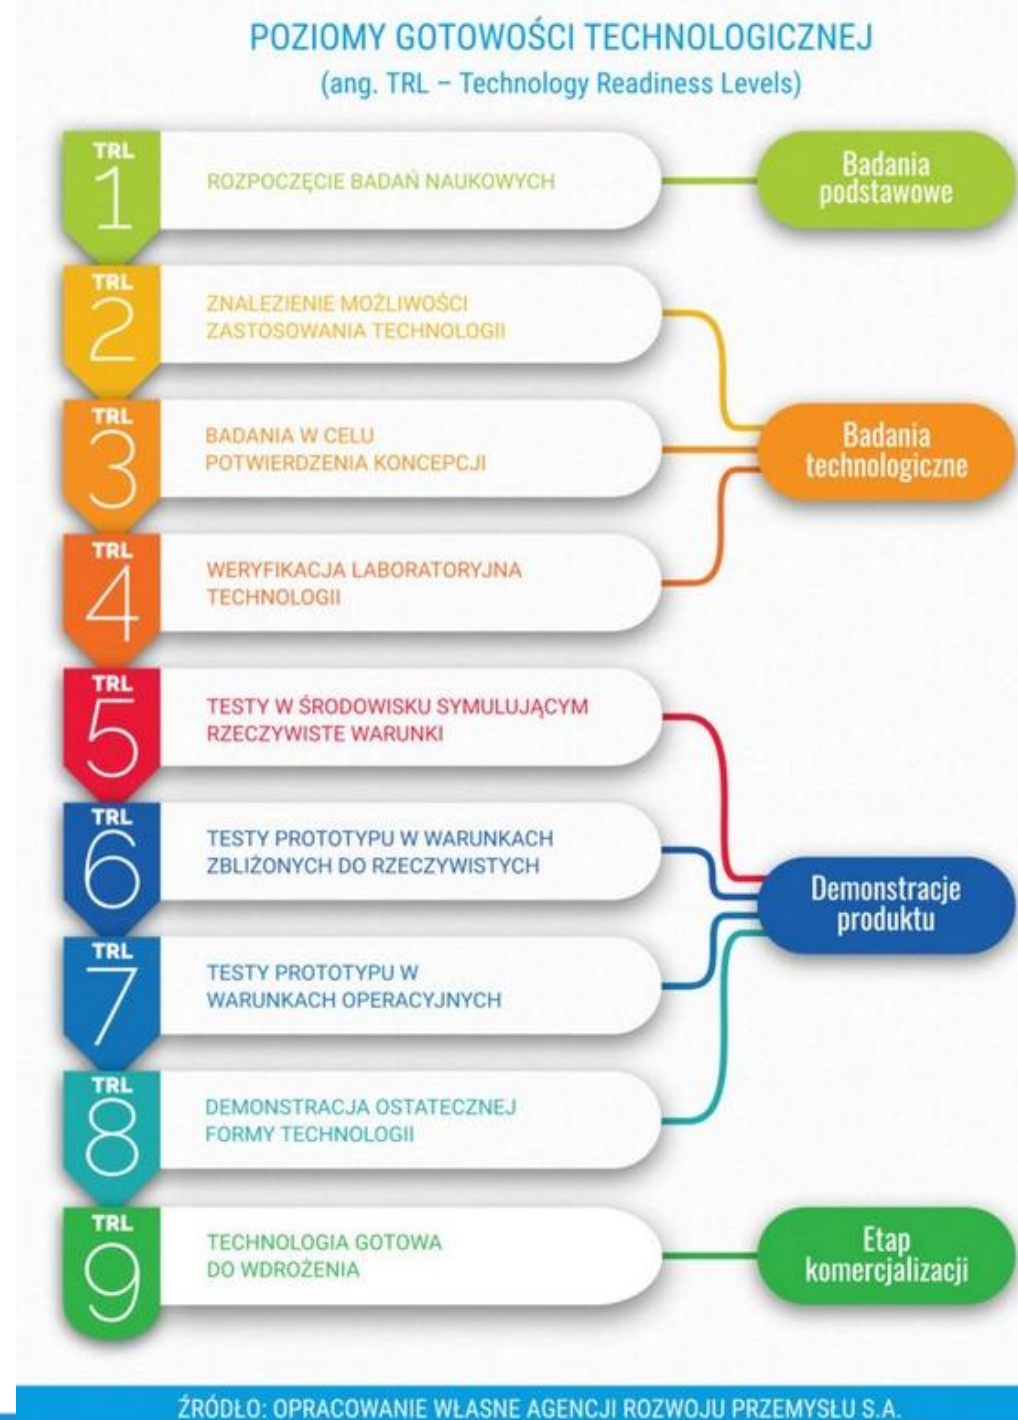 POZIOMY GOTOWOŚCI TECHNOLOGICZNEJ
(ang. TRL – Technology Readiness Levels)
TRL
1
ROZPOCZĘCIE BADAŃ NAUKOWYCH
Badania
podstawowe
TRL
2
ZNALEZIENIE MOŻLIWOŚCI
ZASTOSOWANIA TECHNOLOGII
TRL
3
BADANIA W CELU
POTWIERDZENIA KONCEPCJI
Badania
technologiczne
TRL
4
WERYFIKACJA LABORATORYJNA
TECHNOLOGII
TRL
5
TESTY W ŚRODOWISKU SYMULUJĄCYM
RZECZYWISTE WARUNKI
TRL
6
TESTY PROTOTYPU W WARUNKACH
ZBLIŻONYCH DO RZECZYWISTYCH
Demonstracje
produktu
TRL
7
TESTY PROTOTYPU W
WARUNKACH OPERACYJNYCH
TRL
8
DEMONSTRACJA OSTATECZNEJ
FORMY TECHNOLOGII
TRL
9
TECHNOLOGIA GOTOWA
DO WDROŻENIA
Etap
komercjalizacji
ŹRÓDŁO: OPRACOWANIE WŁASNE AGENCJI ROZWOJU PRZEMYSŁU S.A.